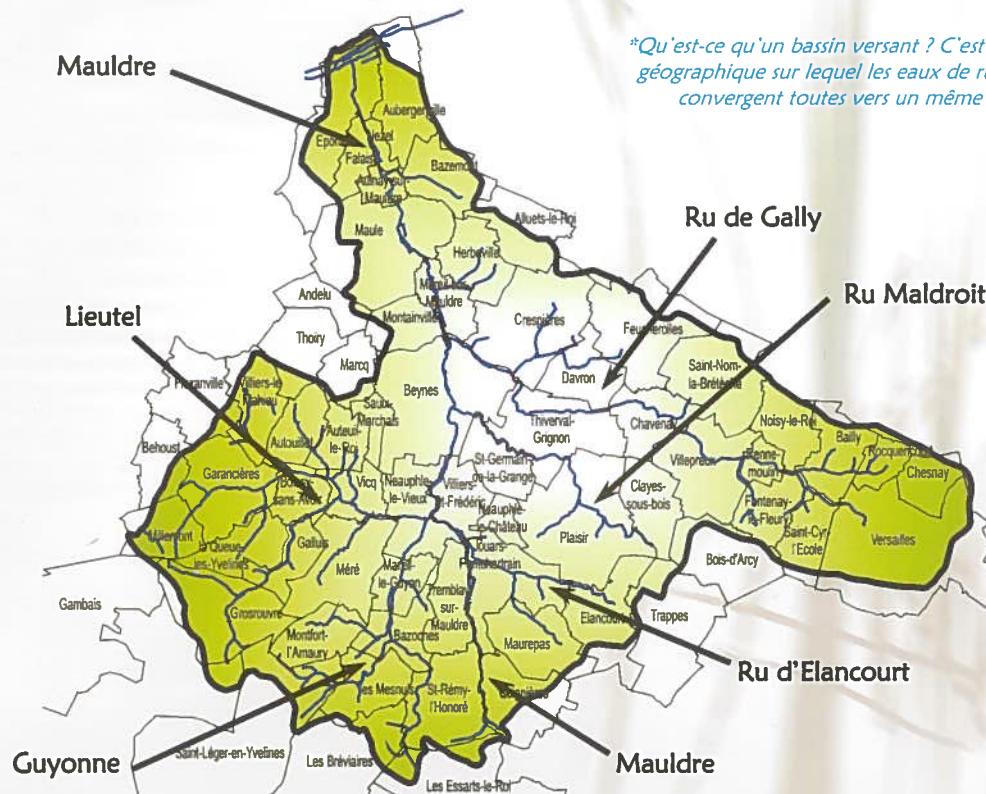 Mauldre
*Qu'est-ce qu'un bassin versant ? C'est
géographique sur lequel les eaux de
convergent toutes vers un même
Aubergenville
Nezel
Bazemont
Maule
Alluets-le-Roi
Herbeville
Ru de Gally
Mareil-sur-
Mauldre
Andelu
Montainville
Crespières
Feucherolles
Ru Maldroit
Lieutel
Thoiry
Marcq
Davron
Saint-Nom-
la-Bretèche
Villiers-le-
Mahieu
Saulx-
Marchais
Beynes
Thiverval-
Grignon
Chavenay
Noisy-le-Roi
Bailly
Rocquencourt
Chesnay
Behoust
Autouillet
Auteuil-
le-Roi
Villepreux
Renne-
moulin
Garancières
Boissy-
sans-Avoir
Vicq
Neauphle-
le-Vieux
Villiers-
St-Frédéric
St-Germain-
de-la-Grange
Neauphle-
le-Château
Clayes-
sous-bois
Fontenay-
le-Fleury
Saint-Cyr-
l'Ecole
Versailles
Plaisir
Millemont
la Queue-
les-Yvelines
Galluis
Méré
Mareil-
le-Guyon
Jouars-
Pontchartrain
Bois-d'Arcy
Gambais
Grosrouvre
Tremblay-
sur-
Mauldre
Elancourt
Trappes
Montfort-
l'Amaury
Bazoches
Maurepas
Ru d'Elancourt
les Mesnuls
St-Rémy-
l'Honoré
Coignières
Guyonne
Saint-Léger-en-Yvelines
Les Bréviaires
Mauldre
Les Essarts-le-Roi